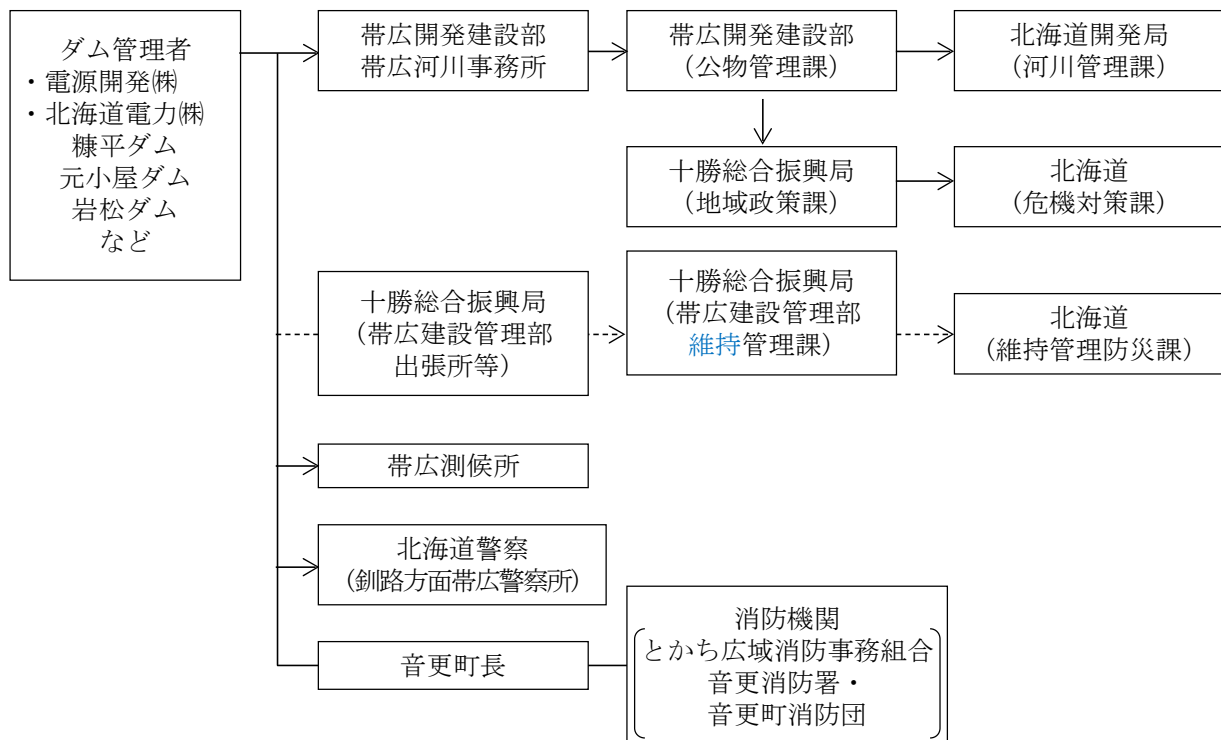 ダム管理者
・電源開発㈱
・北海道電力㈱
糠平ダム
元小屋ダム
岩松ダム
など
帯広開発建設部
帯広河川事務所
帯広開発建設部
(公物管理課)
北海道開発局
(河川管理課)
十勝総合振興局
(地域政策課)
北海道
(危機対策課)
十勝総合振興局
(帯広建設管理部
出張所等)
十勝総合振興局
(帯広建設管理部
維持管理課)
北海道
(維持管理防災課)
帯広測候所
北海道警察
(釧路方面帯広警察所)
音更町長
消防機関
とかち広域消防事務組合
音更消防署・
音更町消防団